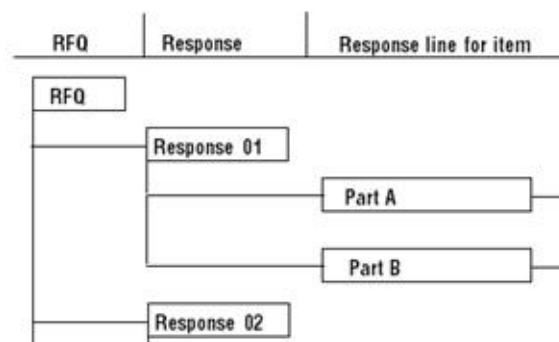 RFQ Response Response line for item
RFQ
Response 01
Part A
Part B
Response 02